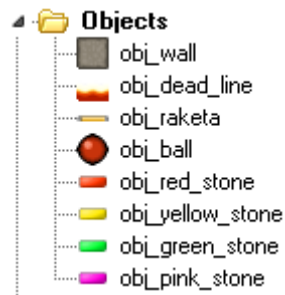 Objects
obj_wall
obj_dead_line
obj_raketa
obj_ball
obj_red_stone
obj_yellow_stone
obj_green_stone
obj_pink_stone